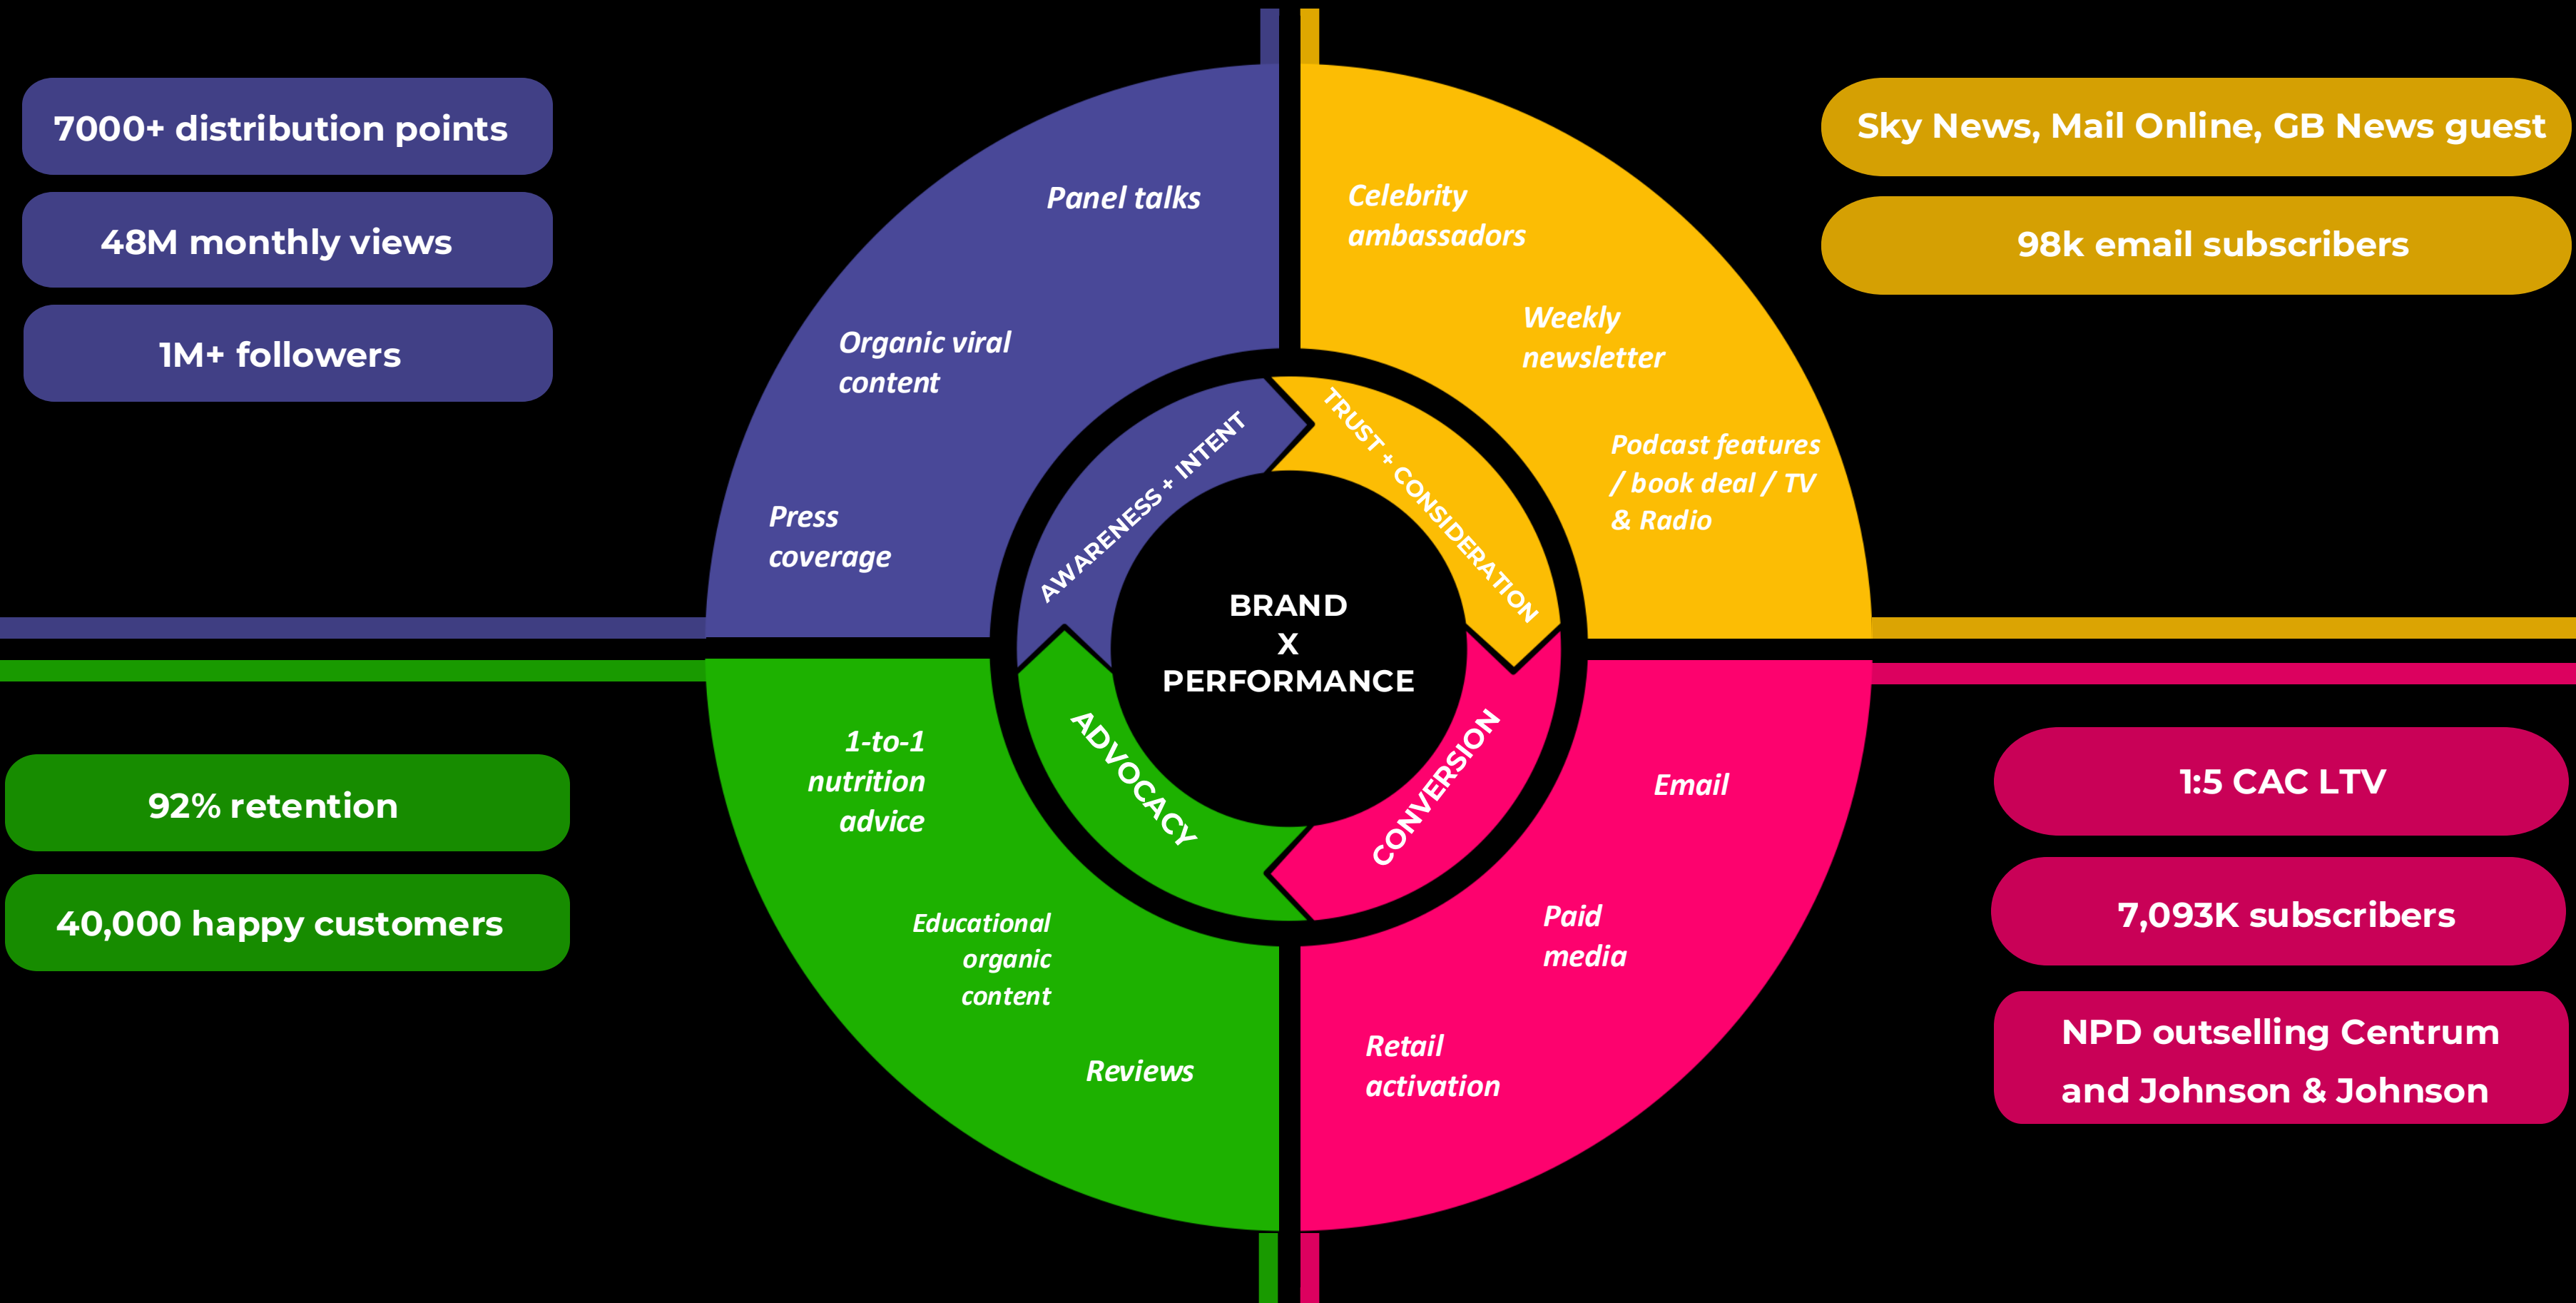 7000+ distribution points
48M monthly views
1M+ followers
Panel talks
Organic viral
content
Press
coverage
Celebrity
ambassadors
Weekly
newsletter
Podcast features
/ book deal / TV
& Radio
Sky News, Mail Online, GB News guest
98k email subscribers
AWARENESS + INTENT
TRUST + CONSIDERATION
BRAND
X
PERFORMANCE
ADVOCACY
CONVERSION
92% retention
40,000 happy customers
1-to-1
nutrition
advice
Educational
organic
content
Reviews
Email
Paid
media
Retail
activation
1:5 CAC LTV
7,093K subscribers
NPD outselling Centrum
and Johnson & Johnson